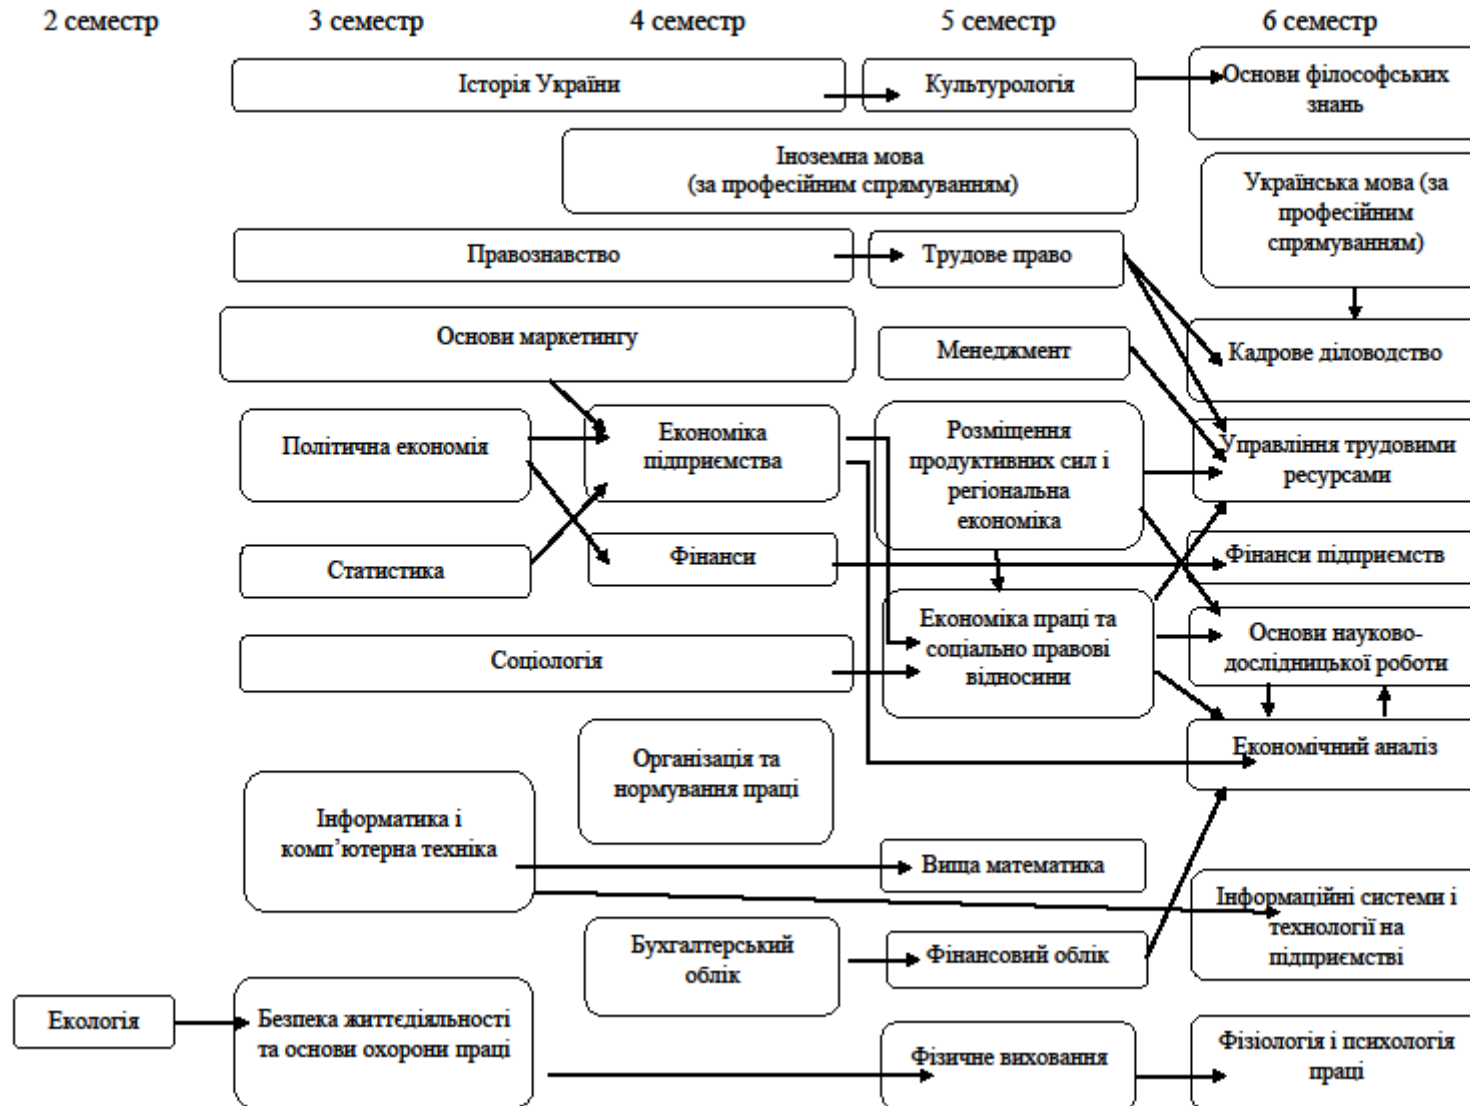 2 семестр
3 семестр
4 семестр
5 семестр
6 семестр
Історія України
Культурологія
Основи філософських
знань
Іноземна мова
(за професійним спрямуванням)
Українська мова (за
професійним
спрямуванням)
Правознавство
Трудове право
Основи маркетингу
Менеджмент
Кадрове діловодство
Політична економія
Економіка
підприємства
Розміщення
продуктивних сил і
регіональна
економіка
Управління трудовими
ресурсами
Статистика
Фінанси
Фінанси підприємств
Соціологія
Економіка праці та
соціально правові
відносини
Основи науково-
дослідницької роботи
Організація та
нормування праці
Економічний аналіз
Інформатика і
комп’ютерна техніка
Вища математика
Інформаційні системи і
технології на
підприємстві
Бухгалтерський
облік
Фінансовий облік
Екологія
Безпека життєдіяльності
та основи охорони праці
Фізичне виховання
Фізіологія і психологія
праці